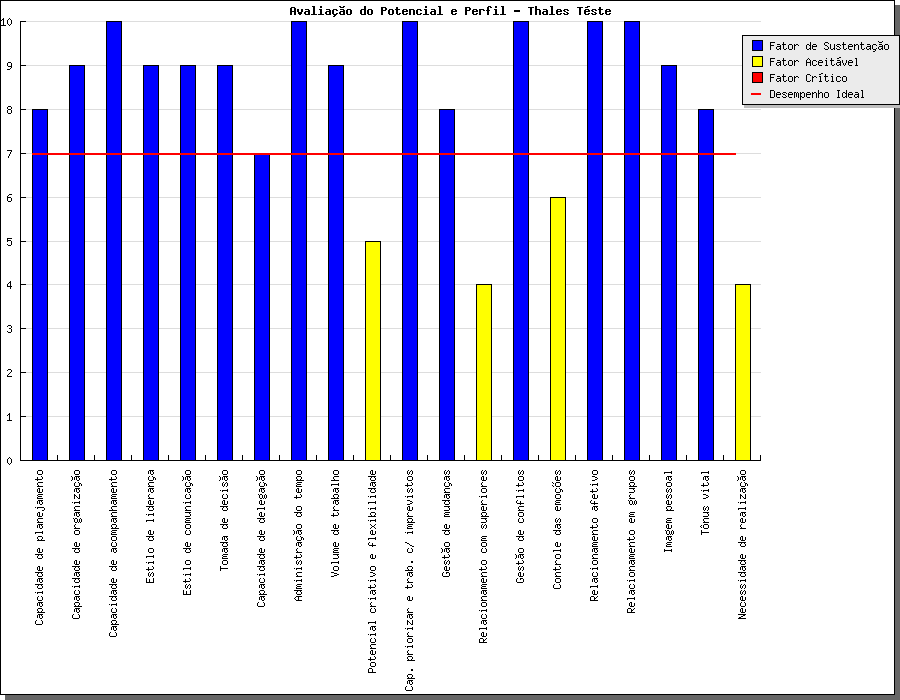 Avaliação do Potencial e Perfil - Thales Téste
10
9
8
7
6
5
4
3
2
1
0
Fator de Sustentação
Fator Aceitável
Fator Crítico
Desempenho Ideal
Capacidade de planejamento
Capacidade de organização
Capacidade de acompanhamento
Estilo de liderança
Estilo de comunicação
Tomada de decisão
Capacidade de delegação
Administração do tempo
Volume de trabalho
Potencial criativo e flexibilidade
Cap. priorizar e trab. c/ imprevistos
Gestão de mudanças
Relacionamento com superiores
Gestão de conflitos
Controle das emoções
Relacionamento afetivo
Relacionamento em grupos
Imagem pessoal
Tônus vital
Necessidade de realização